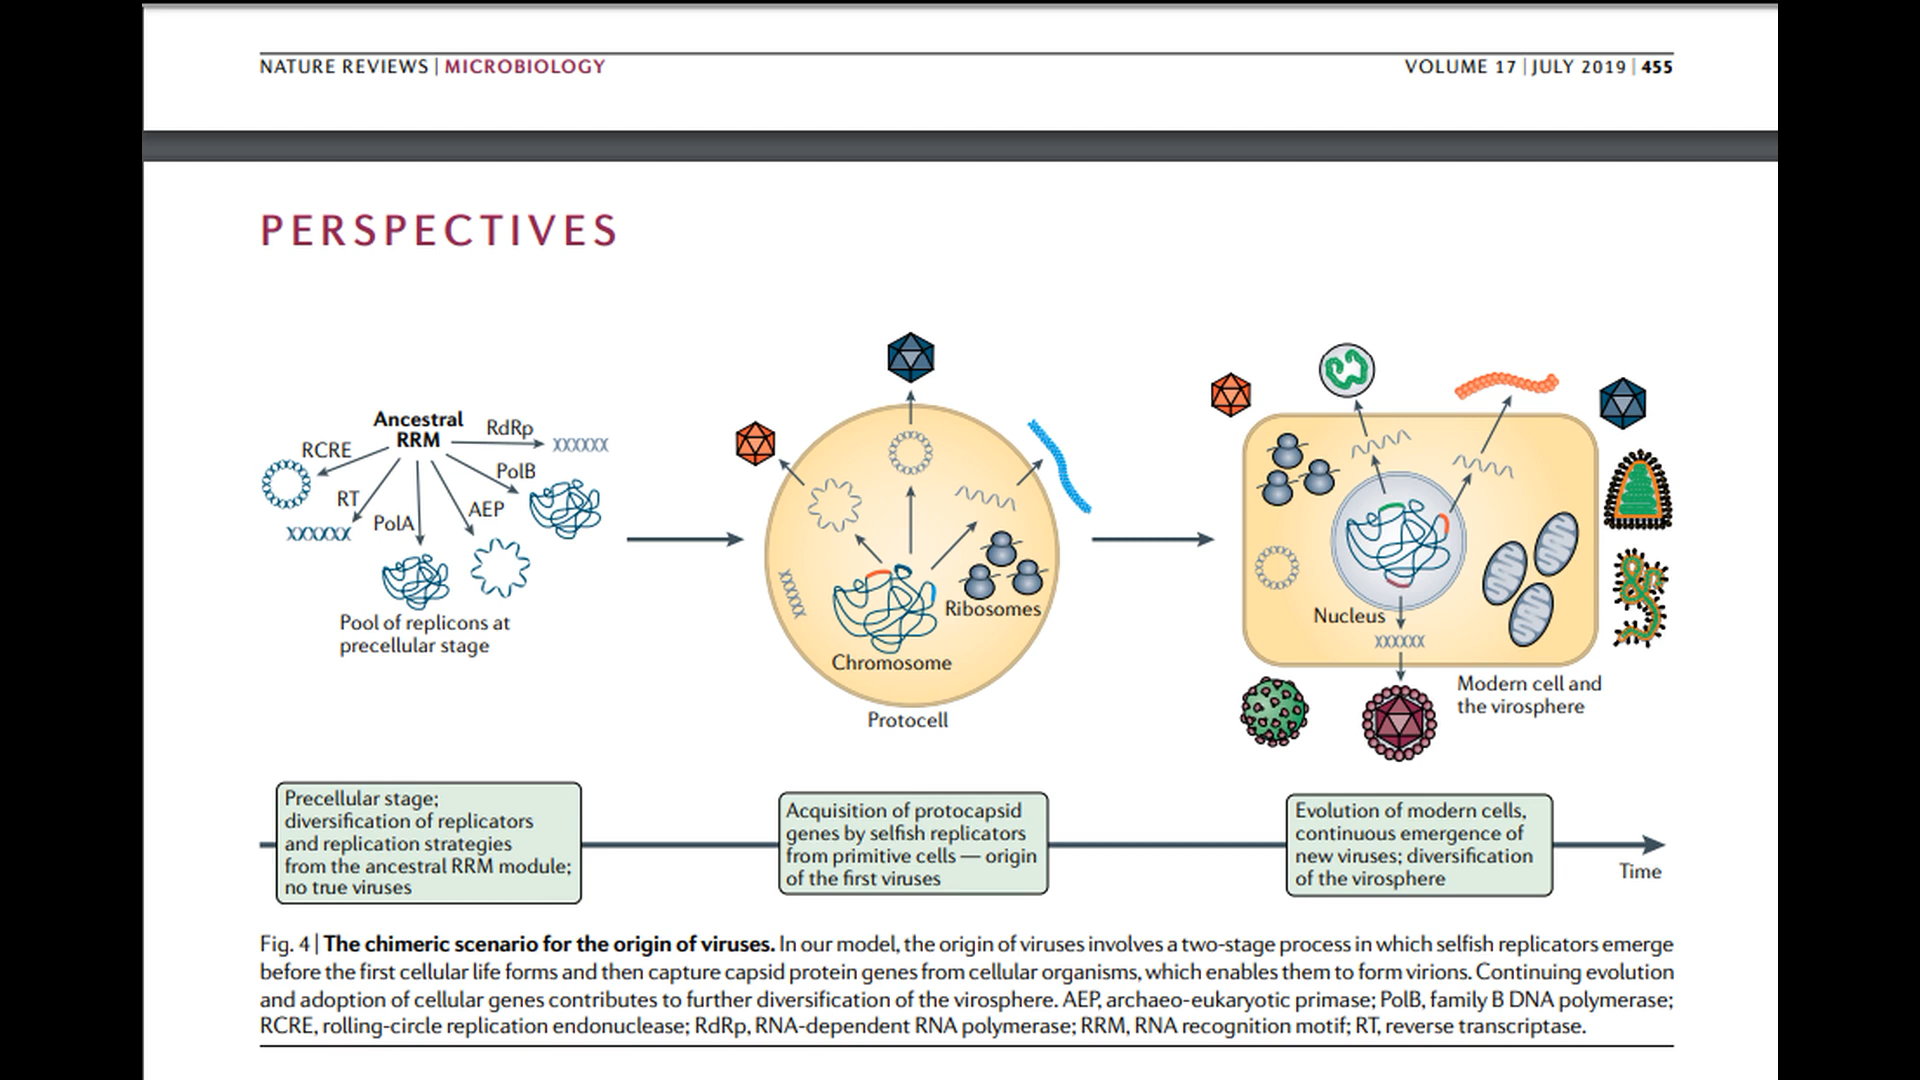 NATURE REVIEWS | MICROBIOLOGY
VOLUME 17 | JULY 2019 | 455
PERSPECTIVES
Ancestral
RRM
RdRp
RCRE
PolB
RT
AEP
PolA
Pool of replicons at
precellular stage
Ribosomes
Chromosome
Protocell
Nucleus
Modern cell and
the virosphere
Precellular stage;
diversification of replicators
and replication strategies
from the ancestral RRM module;
no true viruses
Acquisition of protocapsid
genes by selfish replicators
from primitive cells — origin
of the first viruses
Evolution of modern cells,
continuous emergence of
new viruses; diversification
of the virosphere
Time
Fig. 4 | The chimeric scenario for the origin of viruses. In our model, the origin of viruses involves a two-stage process in which selfish replicators emerge
before the first cellular life forms and then capture capsid protein genes from cellular organisms, which enables them to form virions. Continuing evolution
and adoption of cellular genes contributes to further diversification of the virosphere. AEP, archaeo-eukaryotic primase; PolB, family B DNA polymerase;
RCRE, rolling-circle replication endonuclease; RdRp, RNA-dependent RNA polymerase; RRM, RNA recognition motif; RT, reverse transcriptase.